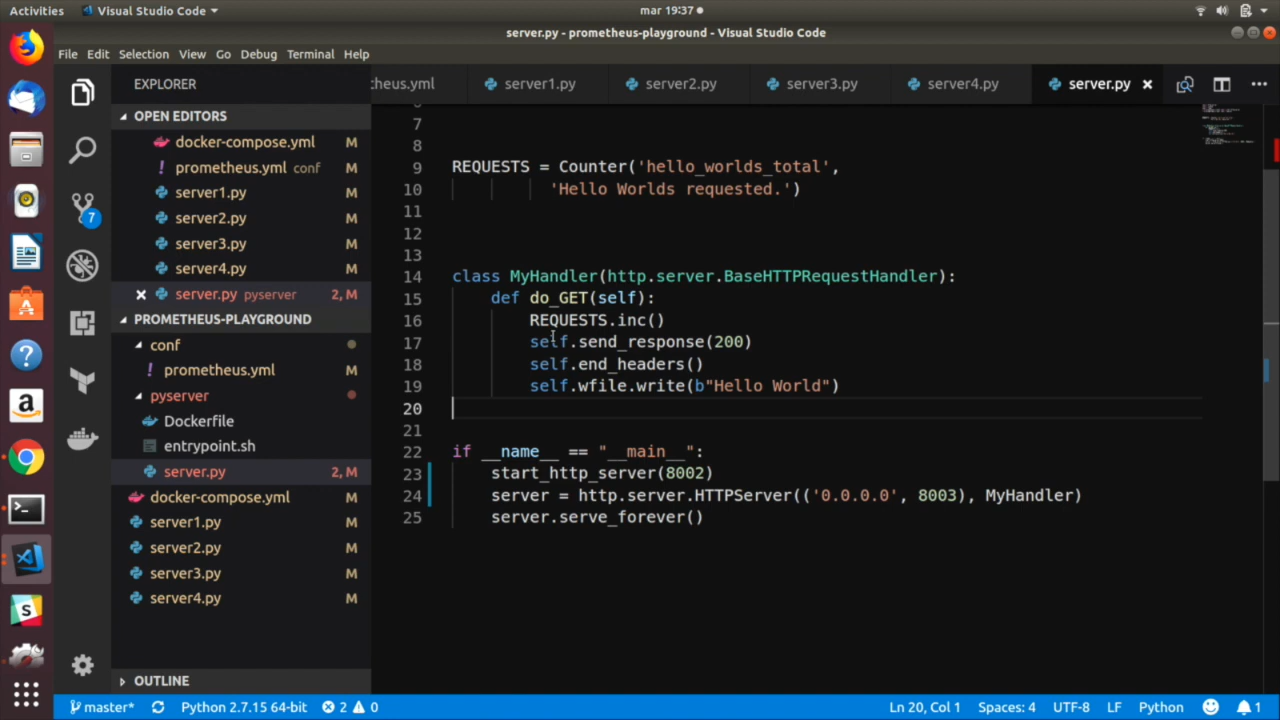 Activities
Visual Studio Code
mar 19:37
server.py - prometheus-playground - Visual Studio Code
File Edit Selection View Go Debug Terminal Help
EXPLORER
theus.yml
server1.py
server2.py
server3.py
server4.py
server.py
OPEN EDITORS
docker-compose.yml M
prometheus.yml conf M
server1.py M
server2.py M
server3.py M
server4.py M
server.py pyserver 2, M
PROMETHEUS-PLAYGROUND
conf
prometheus.yml M
pyserver
Dockerfile
entrypoint.sh
server.py 2, M
docker-compose.yml M
server1.py M
server2.py M
server3.py M
server4.py M
OUTLINE
7
7
8
9 REQUESTS = Counter('hello_worlds_total',
10 'Hello Worlds requested.')
11
12
13
14 class MyHandler(http.server.BaseHTTPRequestHandler):
15 def do_GET(self):
16 REQUESTS.inc()
17 self.send_response(200)
18 self.end_headers()
19 self.wfile.write(b"Hello World")
20
21
22 if __name__ == "__main__":
23 start_http_server(8002)
24 server = http.server.HTTPServer(('0.0.0.0', 8003), MyHandler)
25 server.serve_forever()
master* Python 2.7.15 64-bit 2 0 Ln 20, Col 1 Spaces: 4 UTF-8 LF Python 1